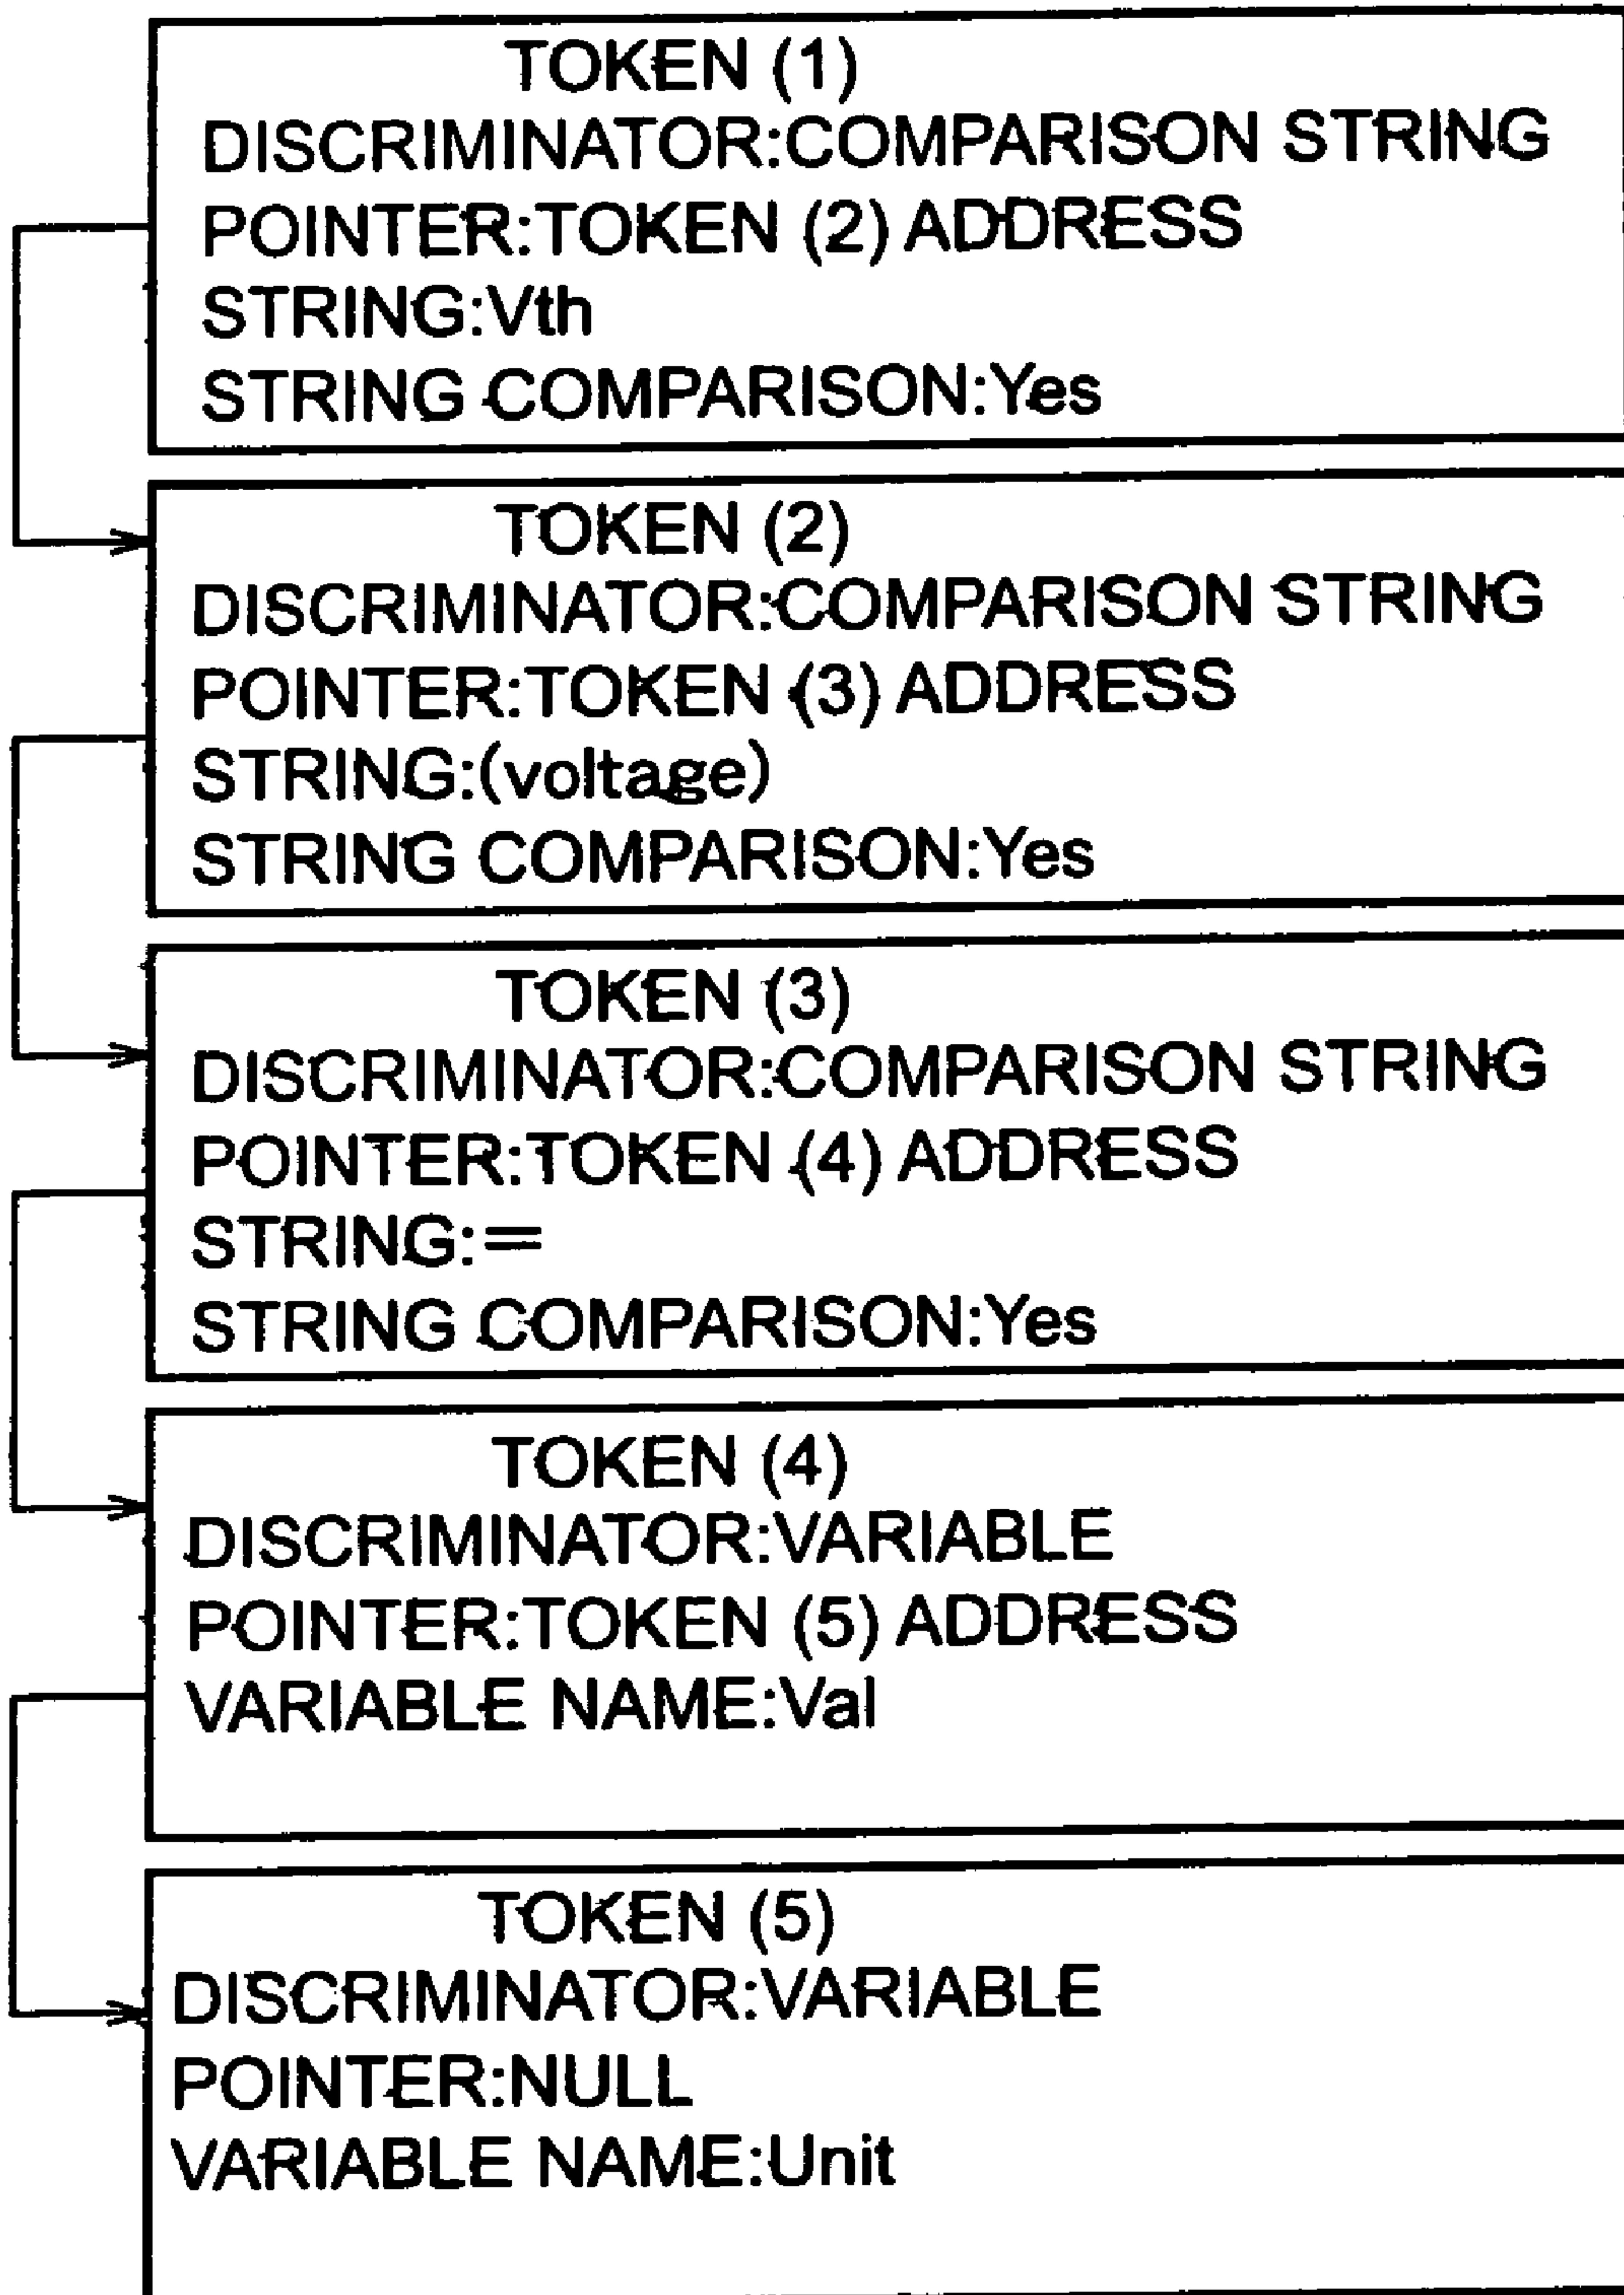 TOKEN (1)
DISCRIMINATOR:COMPARISON STRING
POINTER:TOKEN (2) ADDRESS
STRING:Vth
STRING COMPARISON:Yes
TOKEN (2)
DISCRIMINATOR:COMPARISON STRING
POINTER:TOKEN (3) ADDRESS
STRING:(voltage)
STRING COMPARISON:Yes
TOKEN (3)
DISCRIMINATOR:COMPARISON STRING
POINTER:TOKEN (4) ADDRESS
STRING:=
STRING COMPARISON:Yes
TOKEN (4)
DISCRIMINATOR:VARIABLE
POINTER:TOKEN (5) ADDRESS
VARIABLE NAME:Val
TOKEN (5)
DISCRIMINATOR:VARIABLE
POINTER:NULL
VARIABLE NAME:Unit